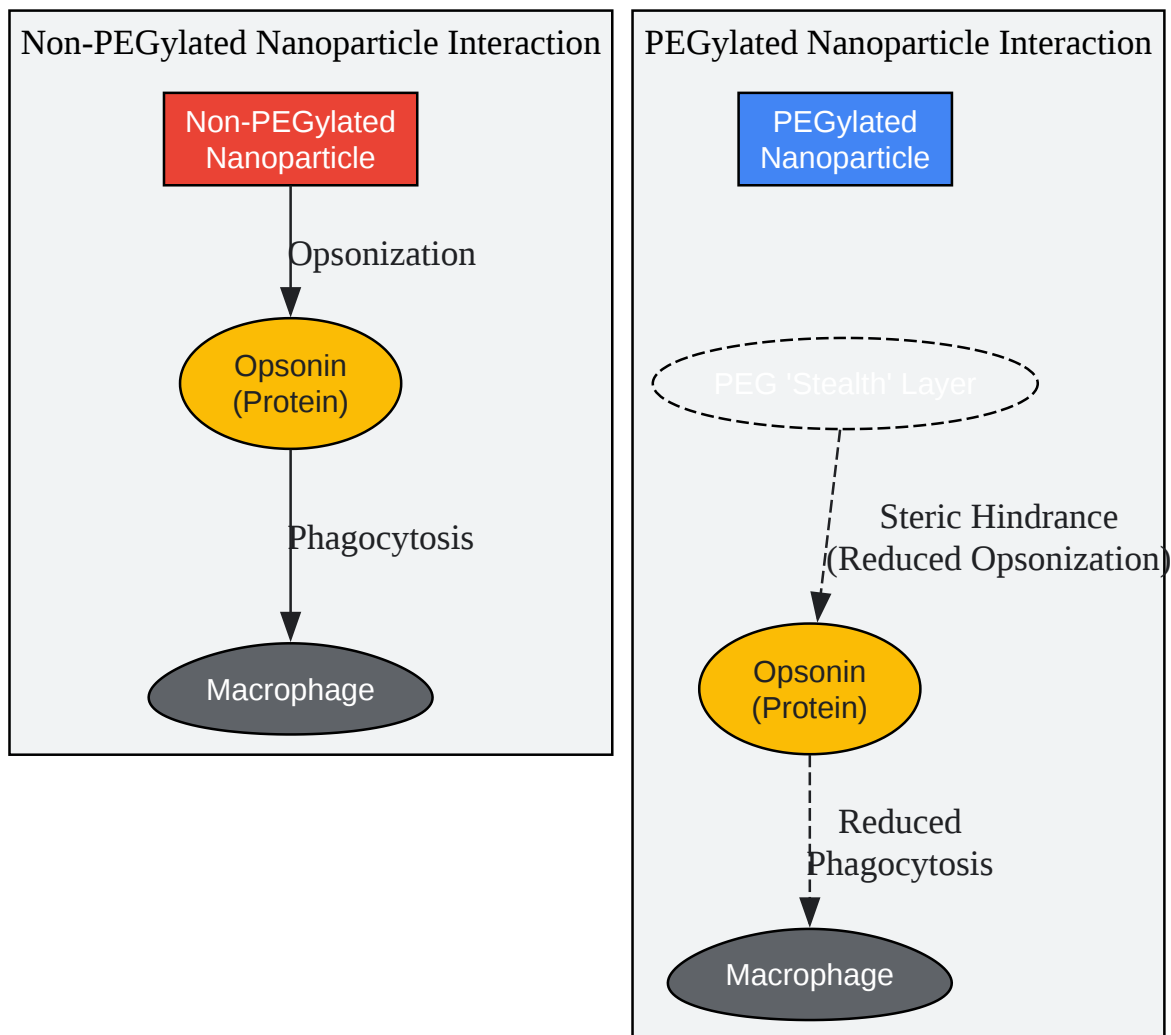 Non-PEGylated Nanoparticle Interaction
Non-PEGylated
Nanoparticle
Opsonization
Opsonin
(Protein)
Phagocytosis
Macrophage
PEGylated Nanoparticle Interaction
PEGylated
Nanoparticle
PEG 'Stealth' Layer
Steric Hindrance
(Reduced Opsonization)
Opsonin
(Protein)
Reduced
Phagocytosis
Macrophage